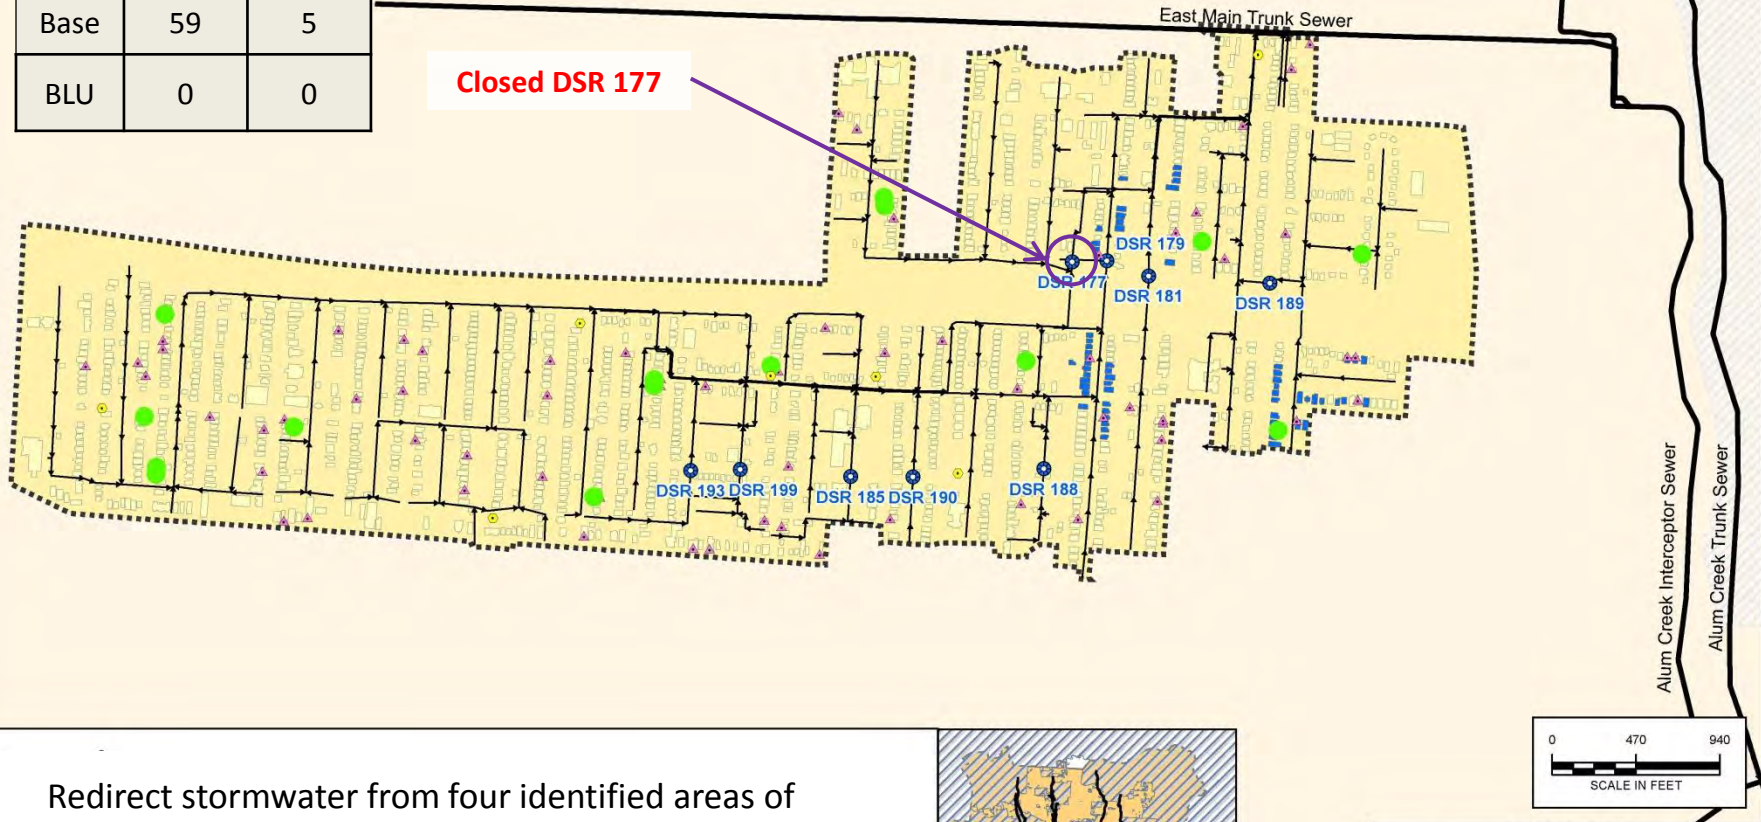 Base 59 5
BLU 0 0
East Main Trunk Sewer
Closed DSR 177
DSR 179
DSR 177
DSR 181
DSR 189
DSR 193 DSR 199 DSR 185 DSR 190 DSR 188
Alum Creek Interceptor Sewer
Alum Creek Trunk Sewer
0 470 940
SCALE IN FEET
Redirect stormwater from four identified areas of